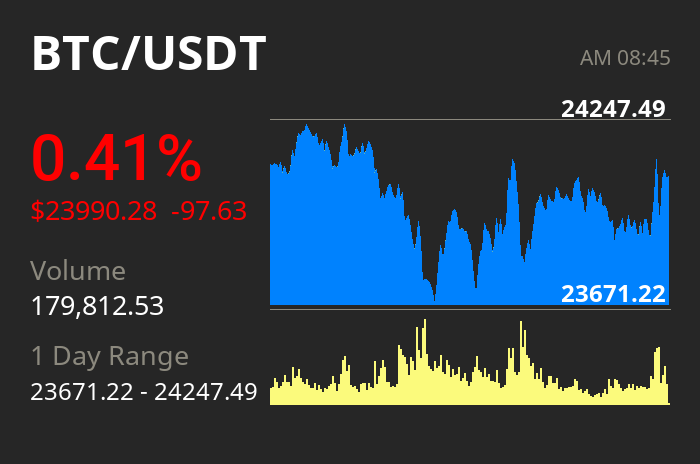 BTC/USDT
AM 08:45
24247.49
0.41%
$23990.28 -97.63
Volume
179,812.53
23671.22
1 Day Range
23671.22 - 24247.49